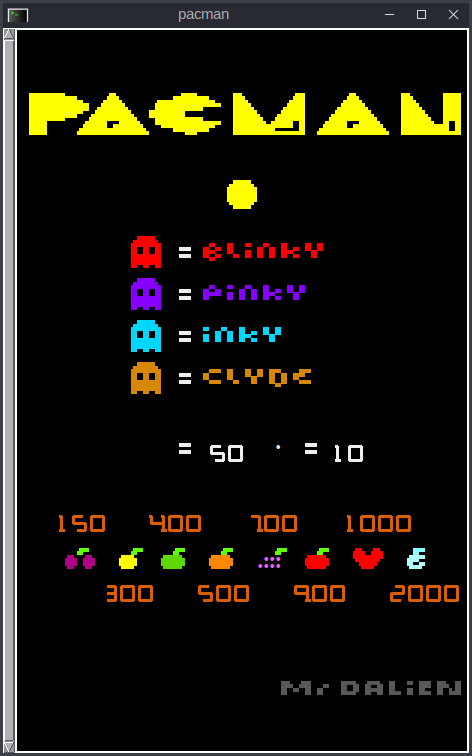 pacman
PACMAN
= BLiNKY
= PiNKY
= iNKY
= CLYDE
= 50 · = 10
150 400 700 1000
300 500 900 2000
Mr DALiEN